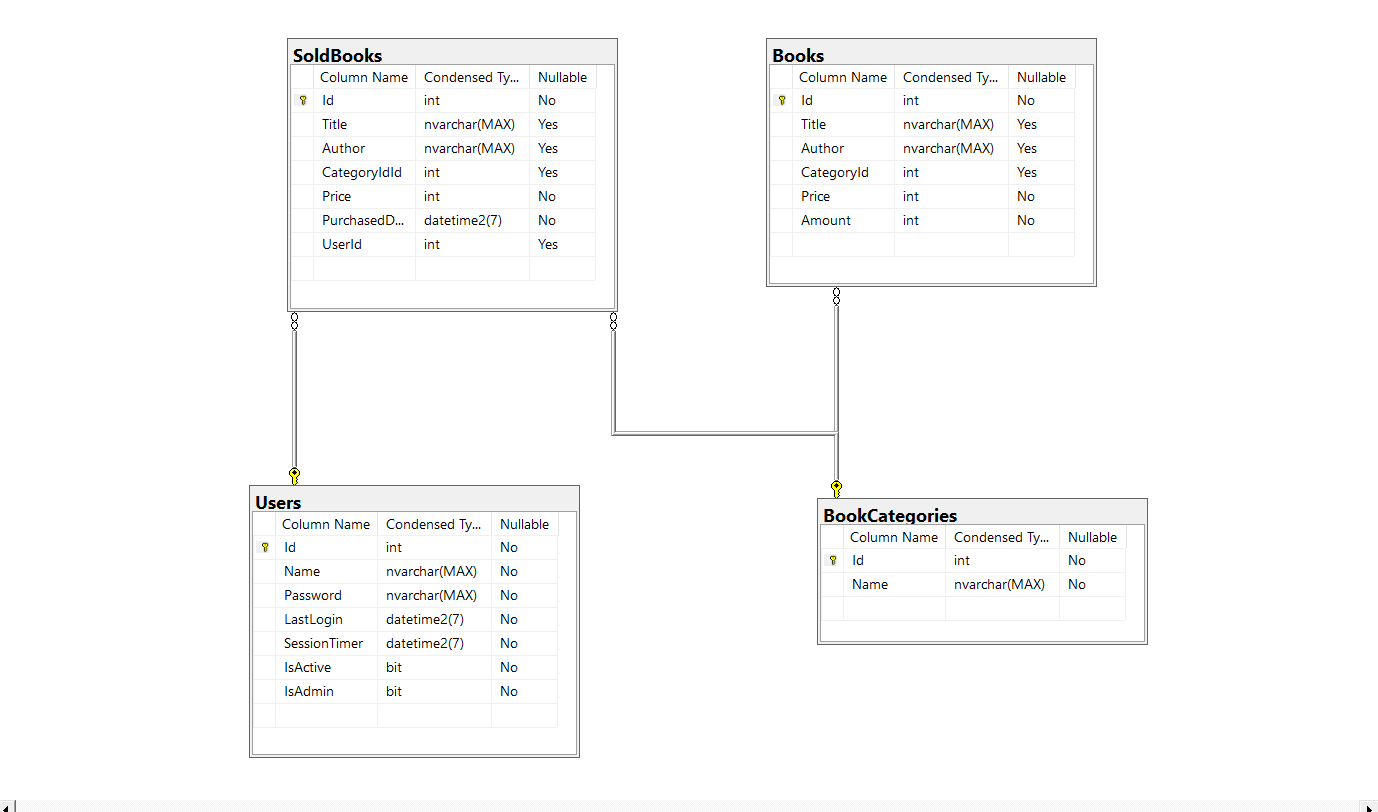 SoldBooks
Column Name Condensed Ty... Nullable
Id int No
Title nvarchar(MAX) Yes
Author nvarchar(MAX) Yes
CategoryIdId int Yes
Price int No
PurchasedD... datetime2(7) No
UserId int Yes
Books
Column Name Condensed Ty... Nullable
Id int No
Title nvarchar(MAX) Yes
Author nvarchar(MAX) Yes
CategoryId int Yes
Price int No
Amount int No
Users
Column Name Condensed Ty... Nullable
Id int No
Name nvarchar(MAX) No
Password nvarchar(MAX) No
LastLogin datetime2(7) No
SessionTimer datetime2(7) No
IsActive bit No
IsAdmin bit No
BookCategories
Column Name Condensed Ty... Nullable
Id int No
Name nvarchar(MAX) No